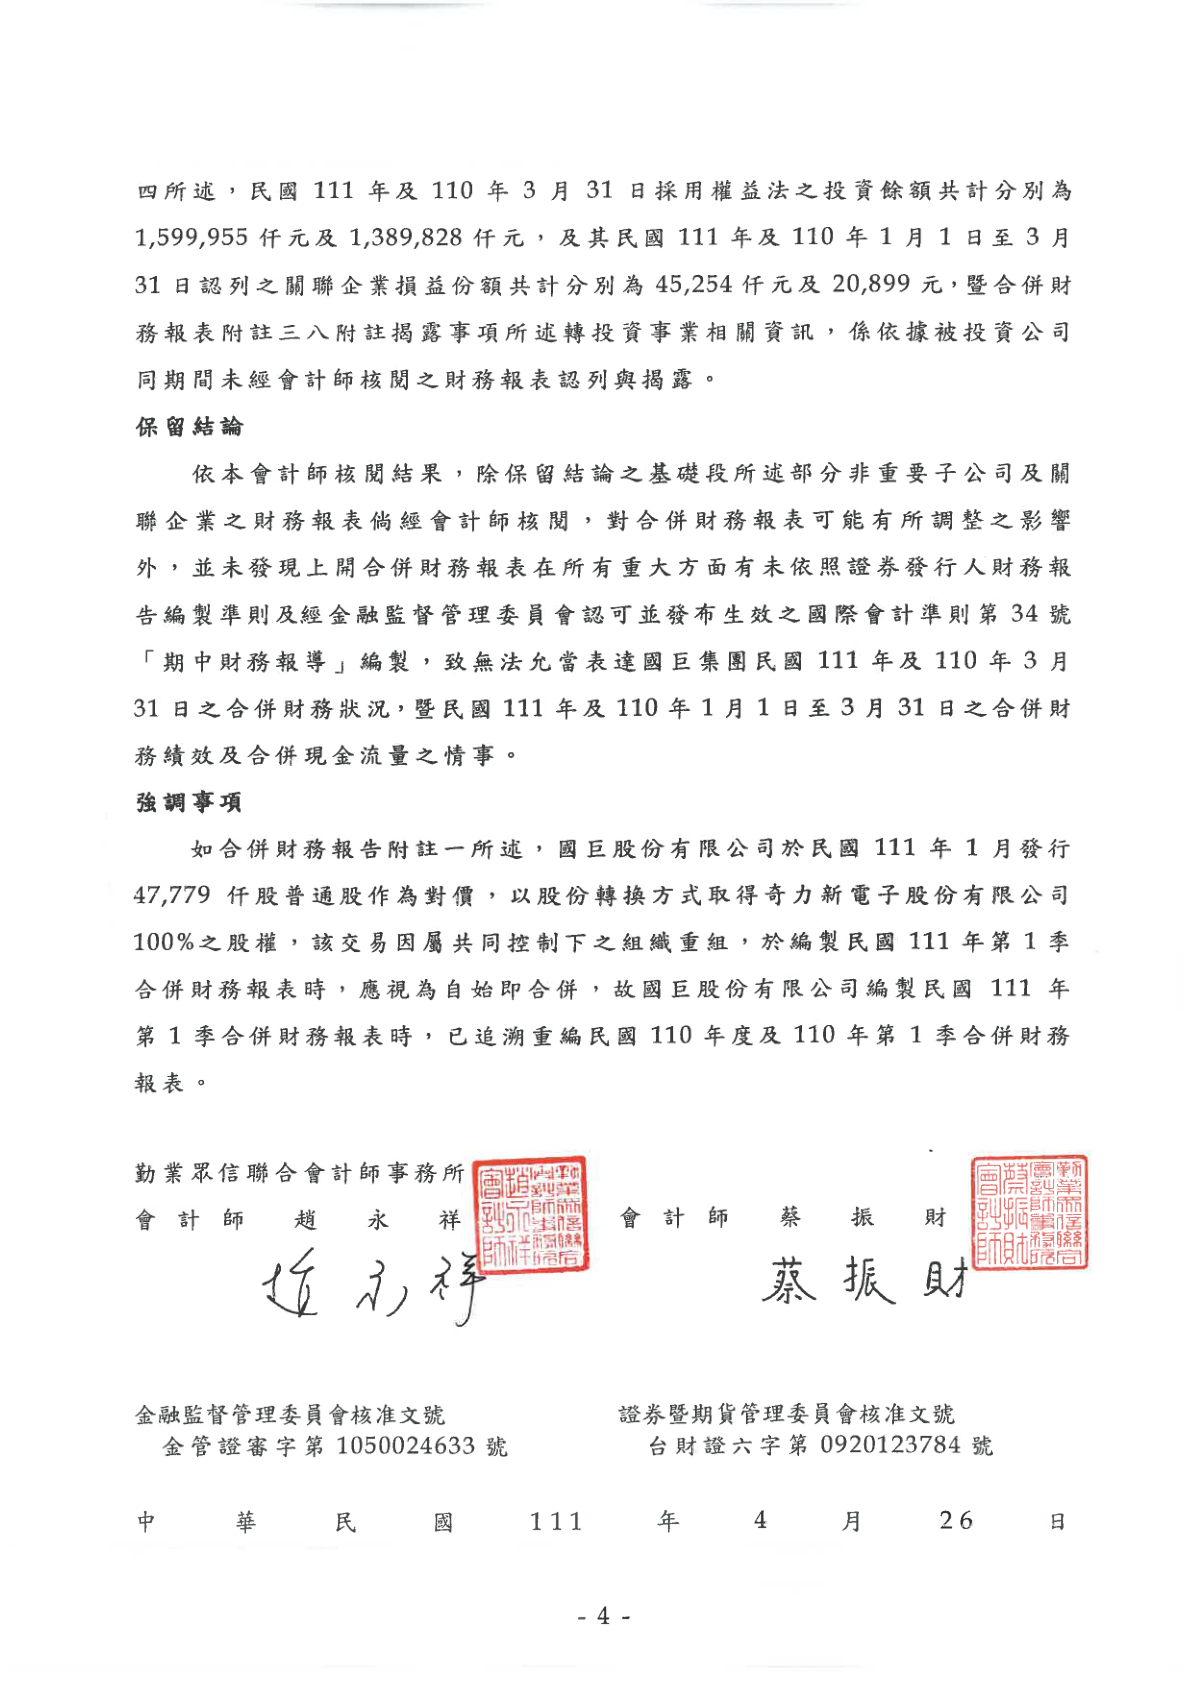 四所述，民國 111 年及 110 年 3 月 31 日採用權益法之投資餘額共計分別為
1,599,955 仟元及 1,389,828 仟元，及其民國 111 年及 110 年 1 月 1 日至 3 月
31 日認列之關聯企業損益份額共計分別為 45,254 仟元及 20,899 元，暨合併財
務報表附註三八附註揭露事項所述轉投資事業相關資訊，係依據被投資公司
同期間未經會計師核閱之財務報表認列與揭露。
保留結論
依本會計師核閱結果，除保留結論之基礎段所述部分非重要子公司及關
聯企業之財務報表倘經會計師核閱，對合併財務報表可能有所調整之影響
外，並未發現上開合併財務報表在所有重大方面有未依照證券發行人財務報
告編製準則及經金融監督管理委員會認可並發布生效之國際會計準則第 34 號
「期中財務報導」編製，致無法允當表達國巨集團民國 111 年及 110 年 3 月
31 日之合併財務狀況，暨民國 111 年及 110 年 1 月 1 日至 3 月 31 日之合併財
務績效及合併現金流量之情事。
強調事項
如合併財務報告附註一所述，國巨股份有限公司於民國 111 年 1 月發行
47,779 仟股普通股作為對價，以股份轉換方式取得奇力新電子股份有限公司
100%之股權，該交易因屬共同控制下之組織重組，於編製民國 111 年第 1 季
合併財務報表時，應視為自始即合併，故國巨股份有限公司編製民國 111 年
第 1 季合併財務報表時，已追溯重編民國 110 年度及 110 年第 1 季合併財務
報表。
勤業眾信聯合會計師事務所
會計師 趙永祥 會計師 蔡振財
趙永祥 蔡振財
金融監督管理委員會核准文號 證券暨期貨管理委員會核准文號
金管證審字第 1050024633 號 台財證六字第 0920123784 號
中華民國 111 年 4 月 26 日
- 4 -